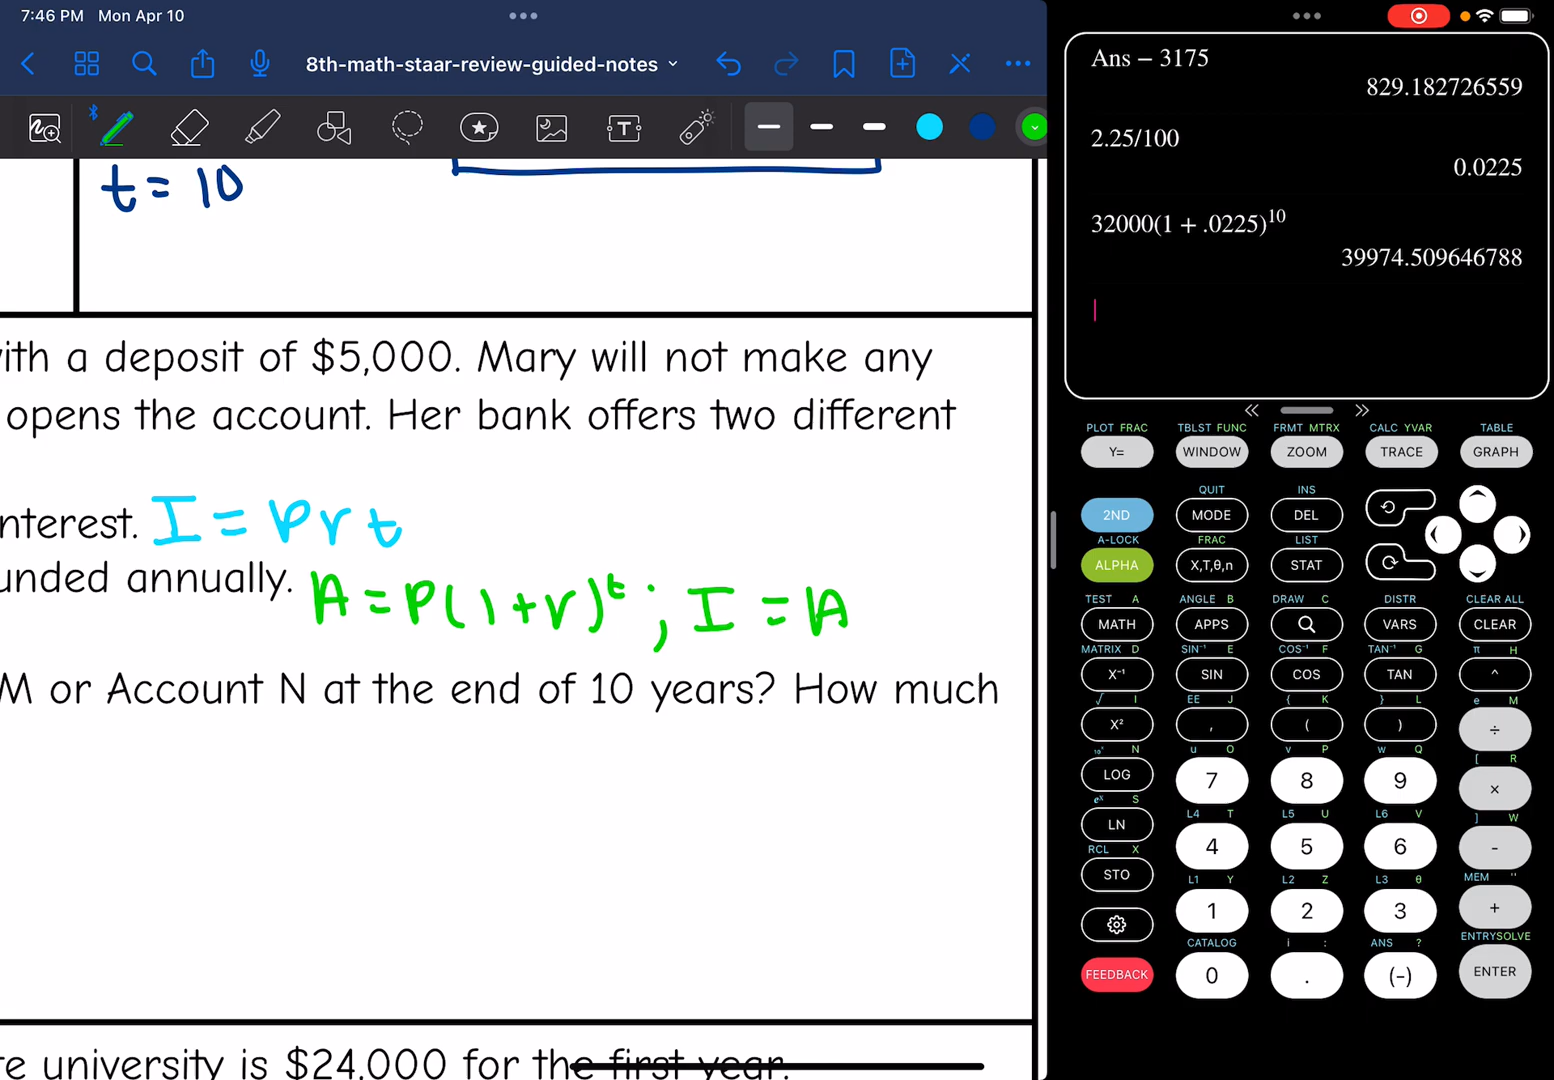 7:46 PM Mon Apr 10
8th-math-staar-review-guided-notes
t = 10
with a deposit of $5,000. Mary will not make any
opens the account. Her bank offers two different
nterest. I = Prt
unded annually. A = P(1+r)^t ; I = A
M or Account N at the end of 10 years? How much
te university is $24,000 for the first year.
Ans − 3175
829.182726559
2.25/100
0.0225
32000(1 + .0225)^10
39974.509646788
PLOT FRAC TBLST FUNC FRMT MTRX CALC YVAR TABLE
Y= WINDOW ZOOM TRACE GRAPH
QUIT INS
2ND MODE DEL
A-LOCK FRAC LIST
ALPHA X,T,θ,n STAT
TEST A ANGLE B DRAW C DISTR CLEAR ALL
MATH APPS VARS CLEAR
MATRIX D SIN⁻¹ E COS⁻¹ F TAN⁻¹ G π H
X⁻¹ SIN COS TAN ^
√ I EE J { K } L e M
X² , ( ) ÷
10ˣ N u O v P w Q [ R
LOG 7 8 9 ×
eˣ S L4 T L5 U L6 V ] W
LN 4 5 6 -
RCL X L1 Y L2 Z L3 θ MEM "
STO 1 2 3 +
CATALOG i : ANS ? ENTRY SOLVE
FEEDBACK 0 . (-) ENTER